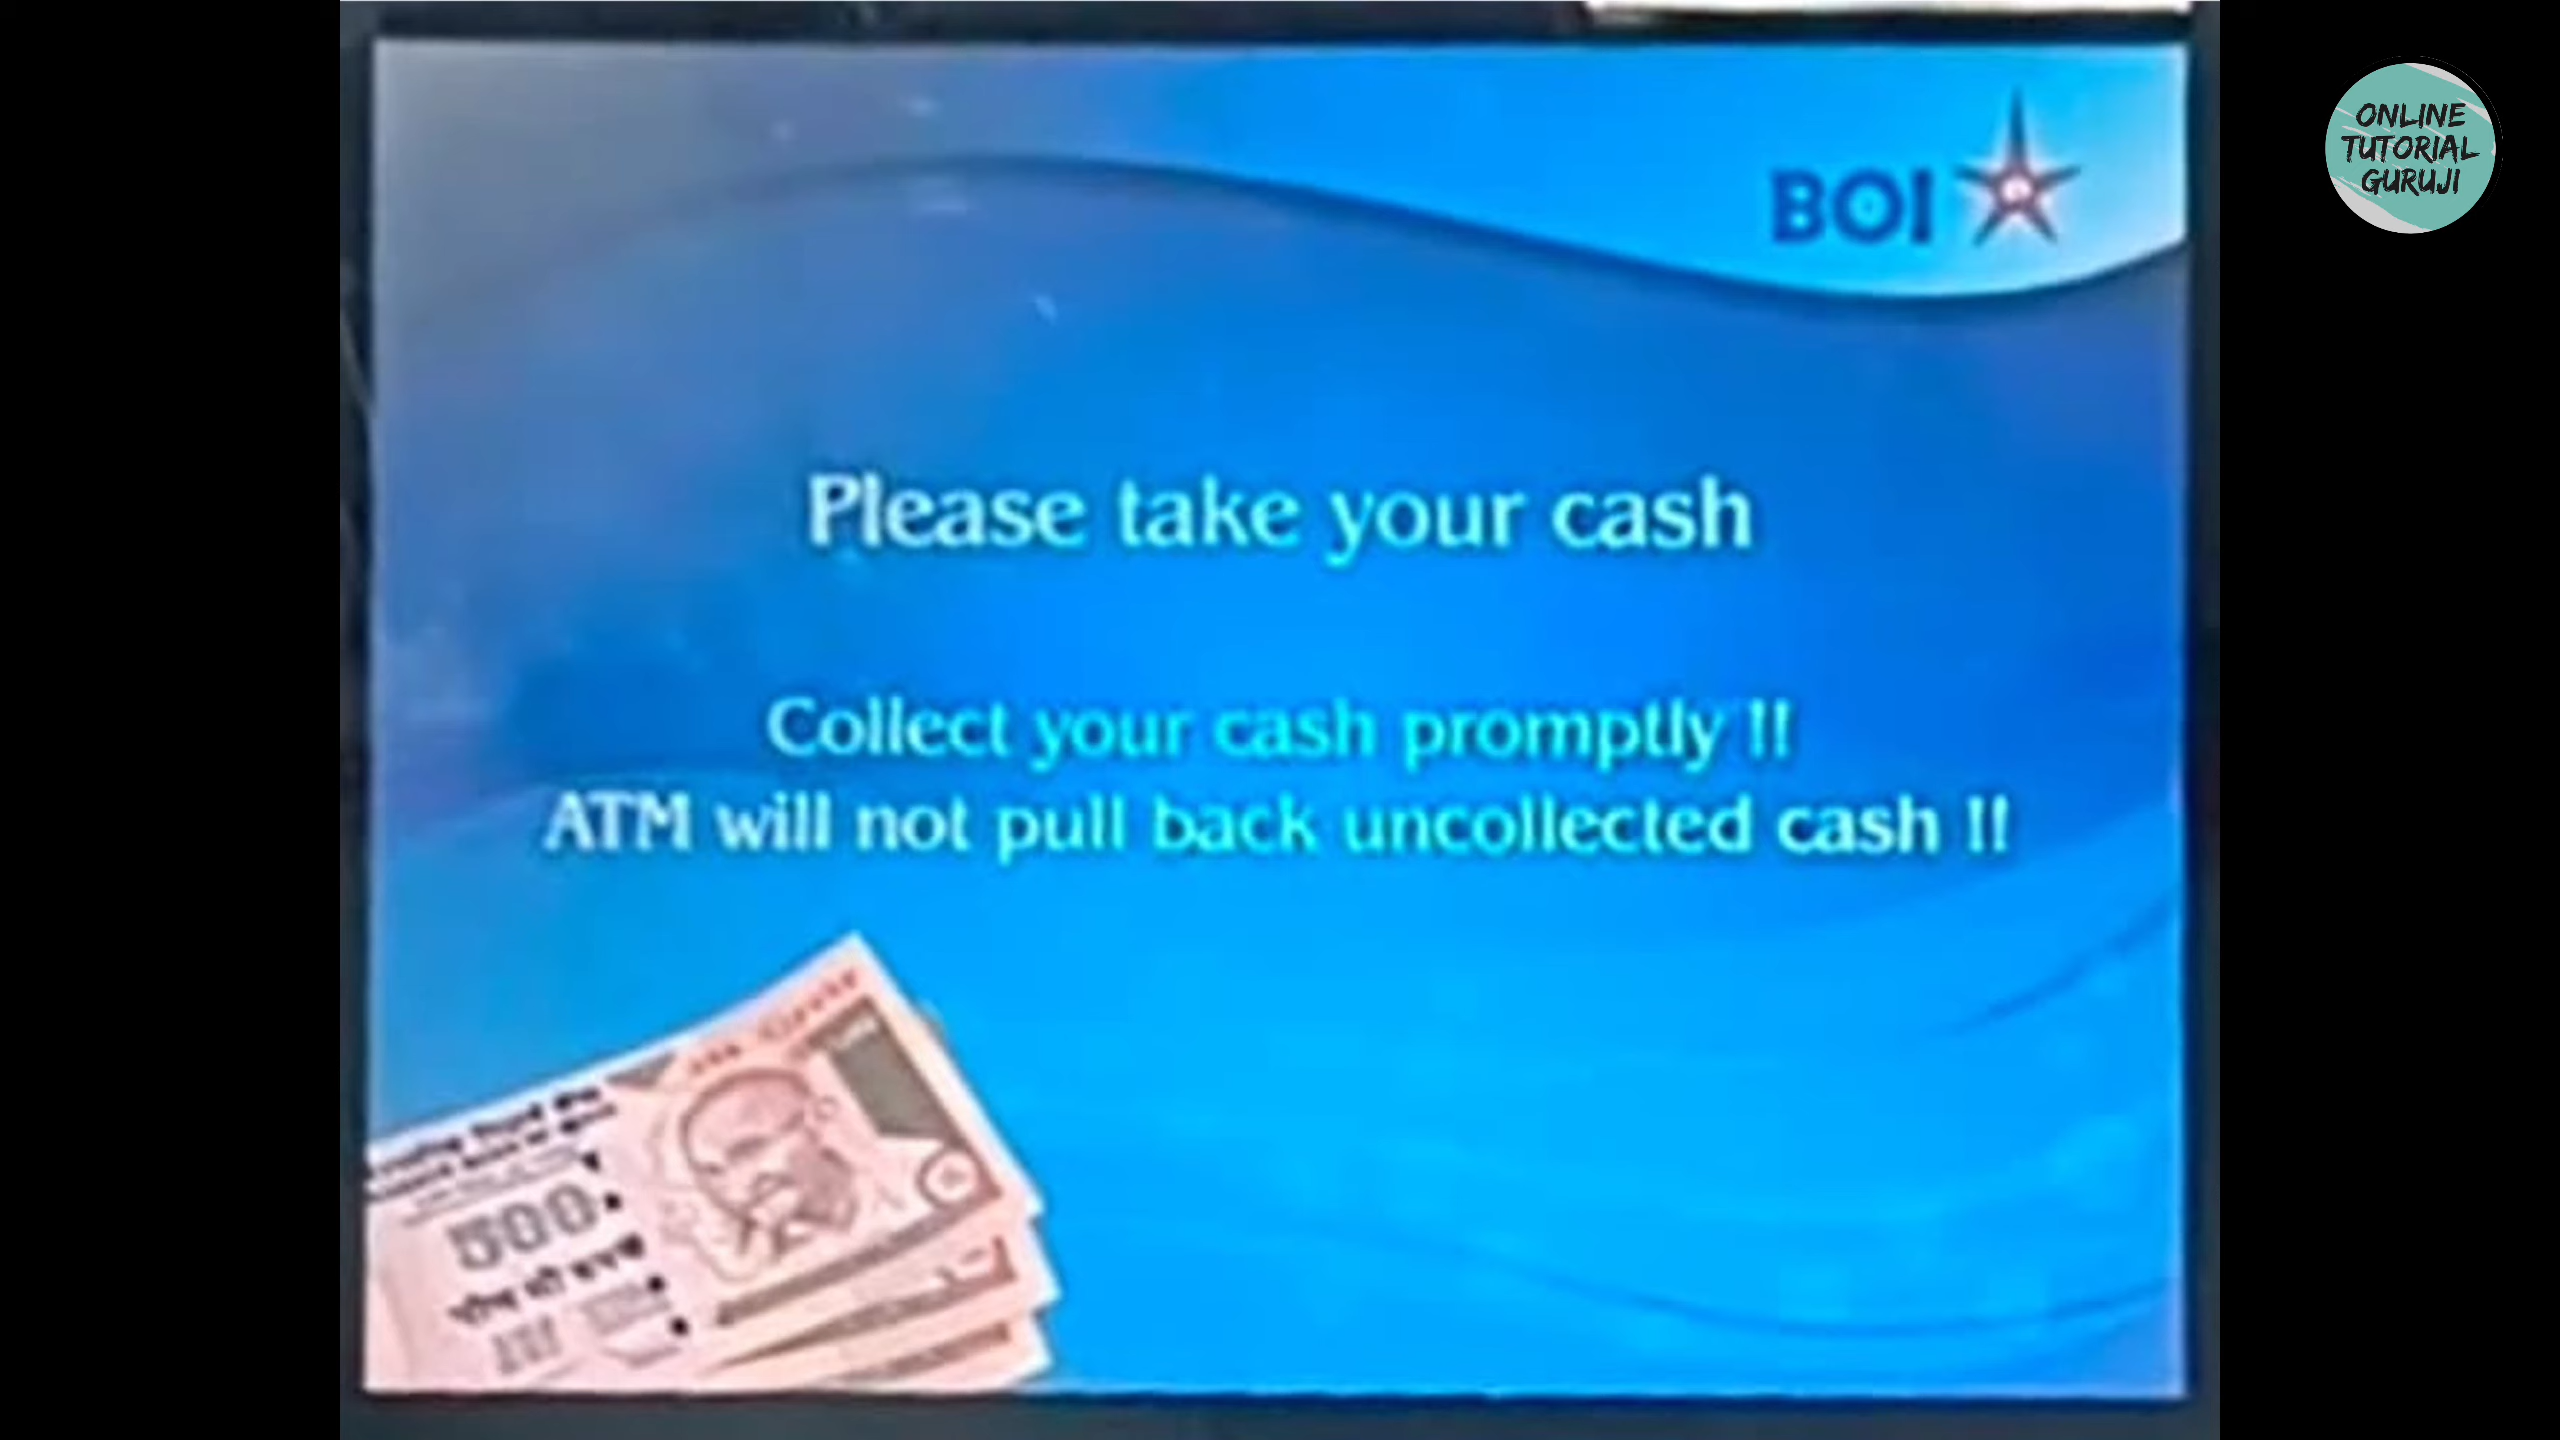 BOI
ONLINE
TUTORIAL
GURUJI
Please take your cash
Collect your cash promptly !!
ATM will not pull back uncollected cash !!
500